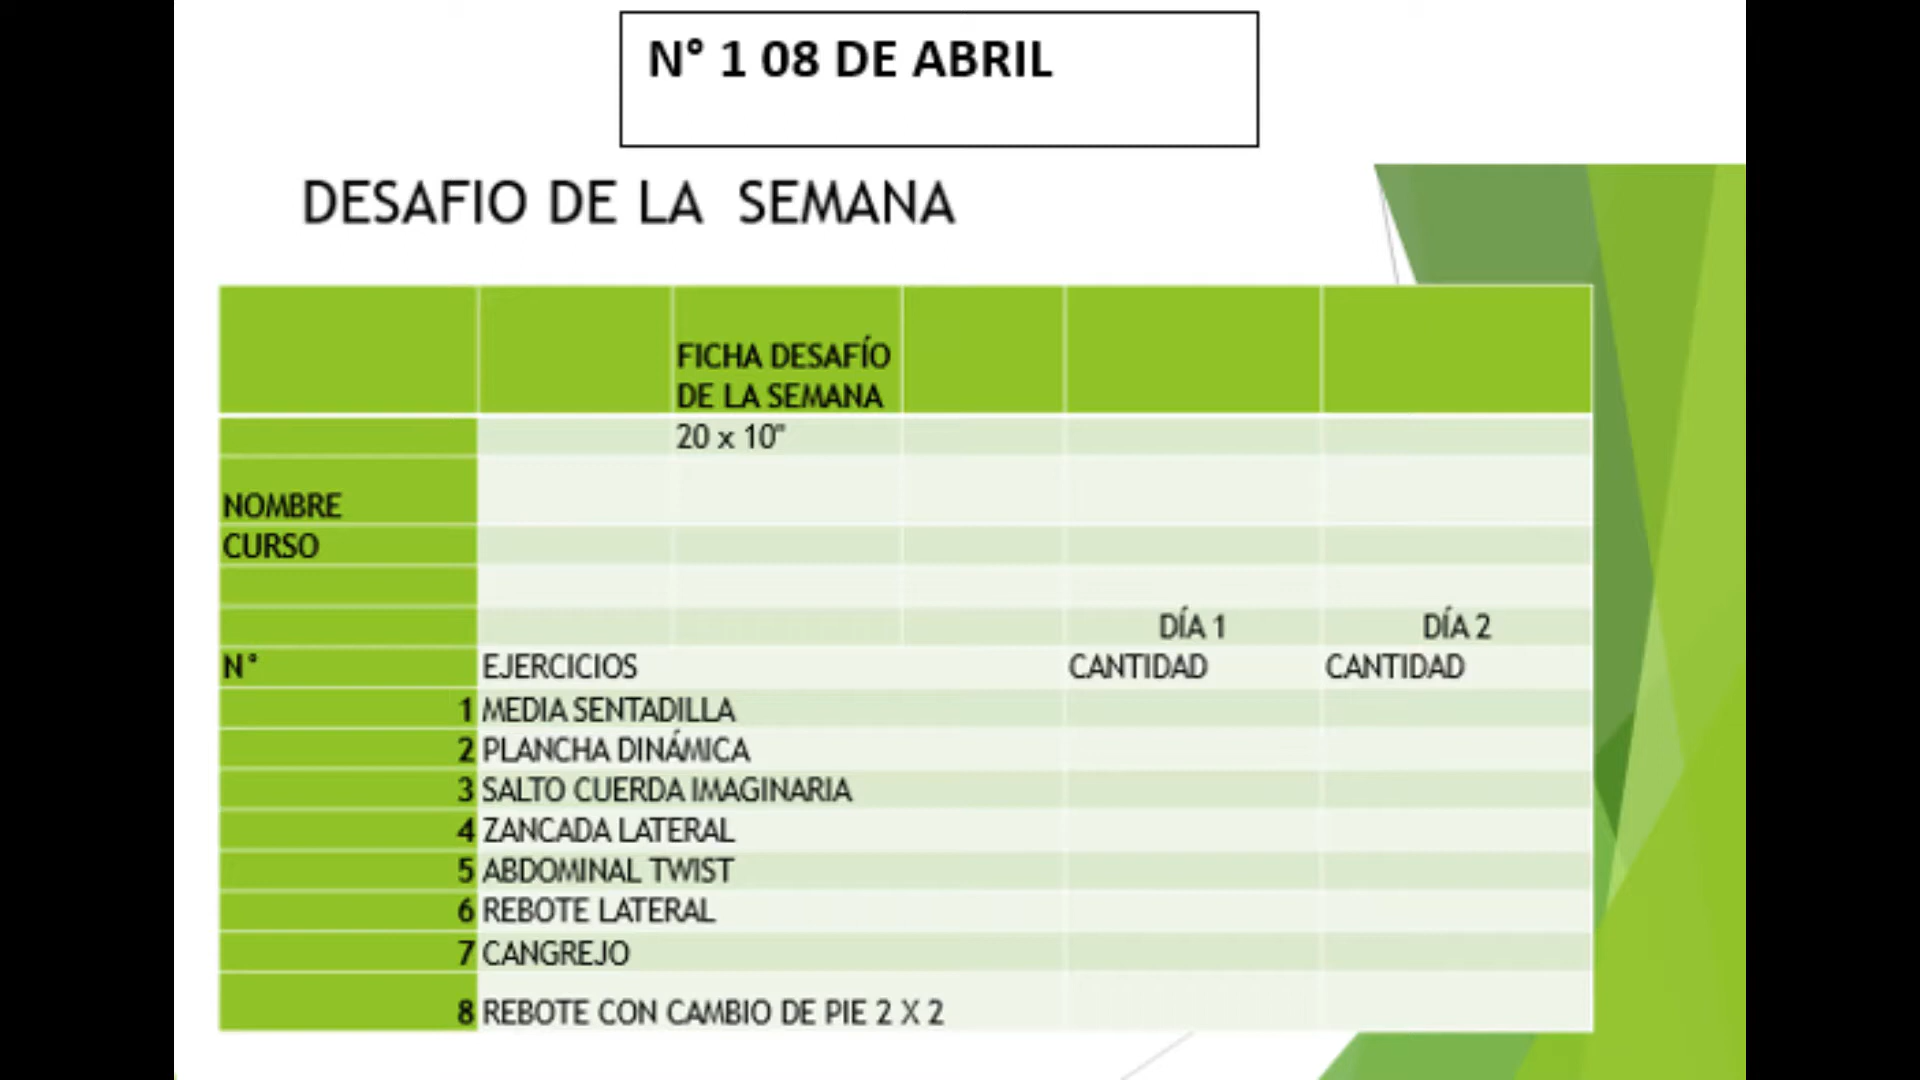 N° 1 08 DE ABRIL
DESAFIO DE LA SEMANA
FICHA DESAFÍO
DE LA SEMANA
20 x 10"
NOMBRE
CURSO
DÍA 1 DÍA 2
N° EJERCICIOS CANTIDAD CANTIDAD
1 MEDIA SENTADILLA
2 PLANCHA DINÁMICA
3 SALTO CUERDA IMAGINARIA
4 ZANCADA LATERAL
5 ABDOMINAL TWIST
6 REBOTE LATERAL
7 CANGREJO
8 REBOTE CON CAMBIO DE PIE 2 X 2